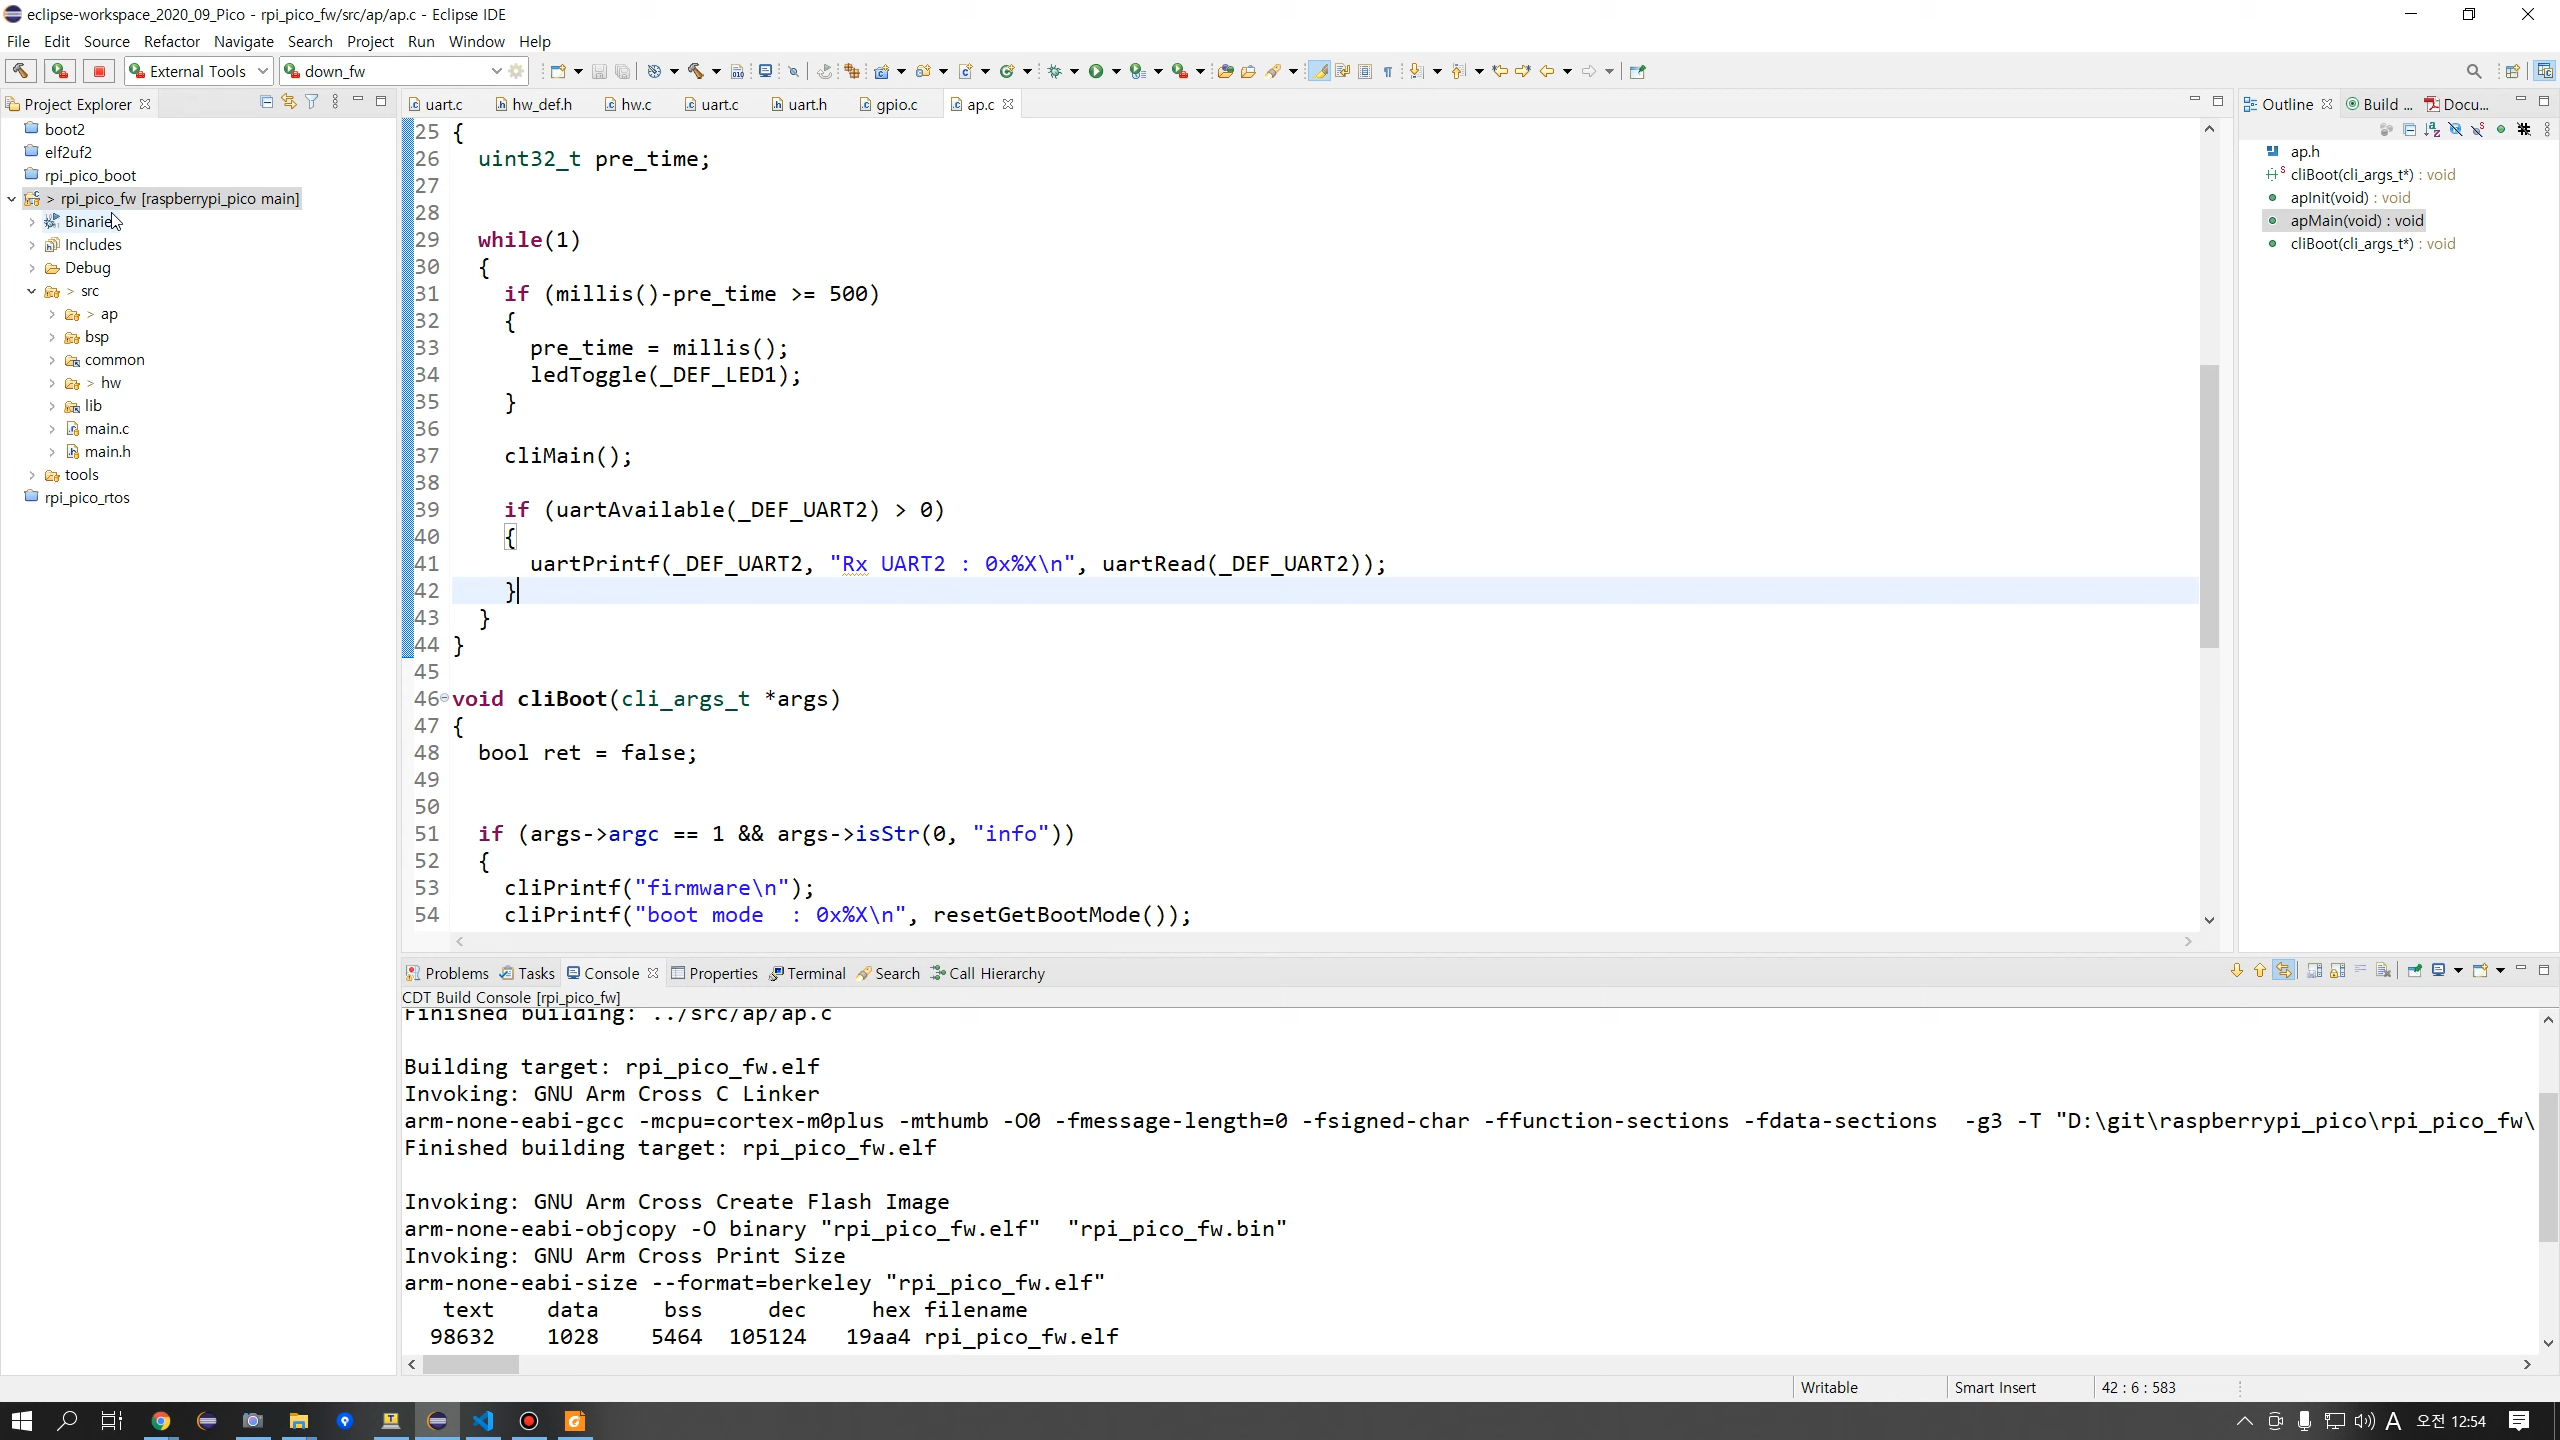 eclipse-workspace_2020_09_Pico - rpi_pico_fw/src/ap/ap.c - Eclipse IDE
File Edit Source Refactor Navigate Search Project Run Window Help
External Tools down_fw
Project Explorer
boot2
elf2uf2
rpi_pico_boot
> rpi_pico_fw [raspberrypi_pico main]
Binarie
Includes
Debug
> src
> ap
bsp
common
> hw
lib
main.c
main.h
tools
rpi_pico_rtos
uart.c hw_def.h hw.c uart.c uart.h gpio.c ap.c
25 {
26 uint32_t pre_time;
27
28
29 while(1)
30 {
31 if (millis()-pre_time >= 500)
32 {
33 pre_time = millis();
34 ledToggle(_DEF_LED1);
35 }
36
37 cliMain();
38
39 if (uartAvailable(_DEF_UART2) > 0)
40 {
41 uartPrintf(_DEF_UART2, "Rx UART2 : 0x%X\n", uartRead(_DEF_UART2));
42 }
43 }
44 }
45
46 void cliBoot(cli_args_t *args)
47 {
48 bool ret = false;
49
50
51 if (args->argc == 1 && args->isStr(0, "info"))
52 {
53 cliPrintf("firmware\n");
54 cliPrintf("boot mode  : 0x%X\n", resetGetBootMode());
Outline Build ... Docu...
ap.h
cliBoot(cli_args_t*) : void
apInit(void) : void
apMain(void) : void
cliBoot(cli_args_t*) : void
Problems Tasks Console Properties Terminal Search Call Hierarchy
CDT Build Console [rpi_pico_fw]
Finished building: ../src/ap/ap.c
Building target: rpi_pico_fw.elf
Invoking: GNU Arm Cross C Linker
arm-none-eabi-gcc -mcpu=cortex-m0plus -mthumb -O0 -fmessage-length=0 -fsigned-char -ffunction-sections -fdata-sections  -g3 -T "D:\git\raspberrypi_pico\rpi_pico_fw\
Finished building target: rpi_pico_fw.elf
Invoking: GNU Arm Cross Create Flash Image
arm-none-eabi-objcopy -O binary "rpi_pico_fw.elf"  "rpi_pico_fw.bin"
Invoking: GNU Arm Cross Print Size
arm-none-eabi-size --format=berkeley "rpi_pico_fw.elf"
text data bss dec hex filename
98632 1028 5464 105124 19aa4 rpi_pico_fw.elf
Writable Smart Insert 42 : 6 : 583
A 오전 12:54